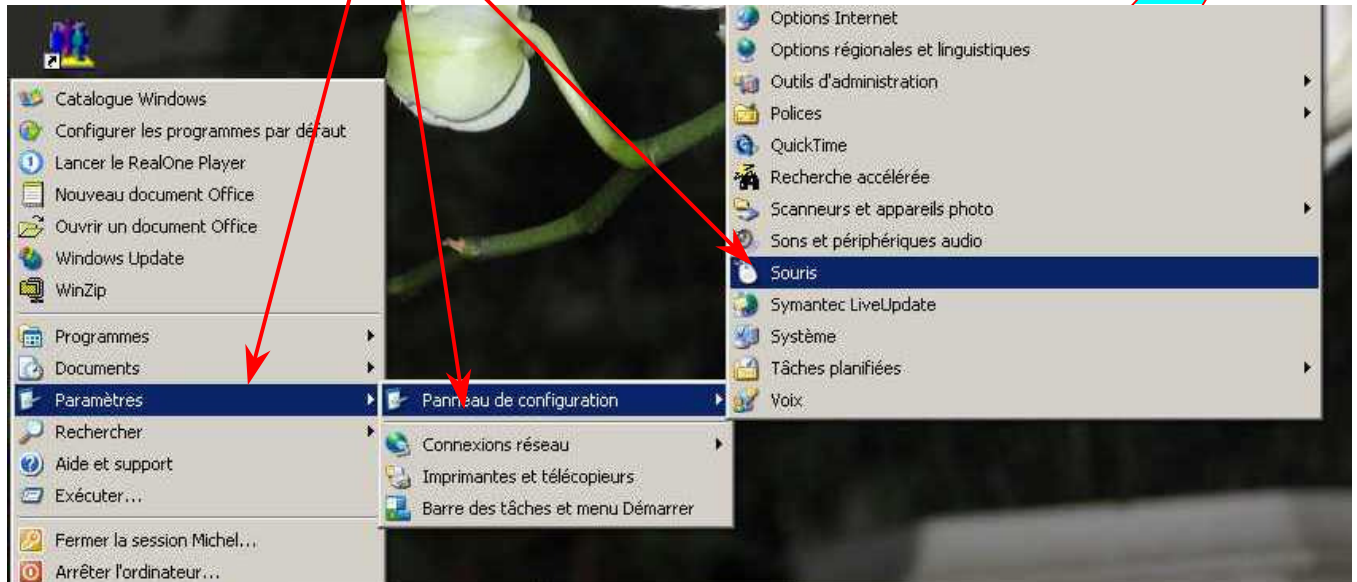 Catalogue Windows
Configurer les programmes par défaut
Lancer le RealOne Player
Nouveau document Office
Ouvrir un document Office
Windows Update
WinZip
Programmes
Documents
Paramètres
Rechercher
Aide et support
Exécuter...
Fermer la session Michel...
Arrêter l'ordinateur...
Panneau de configuration
Connexions réseau
Imprimantes et télécopieurs
Barre des tâches et menu Démarrer
Options Internet
Options régionales et linguistiques
Outils d'administration
Polices
QuickTime
Recherche accélérée
Scanneurs et appareils photo
Sons et périphériques audio
Souris
Symantec LiveUpdate
Système
Tâches planifiées
Voix